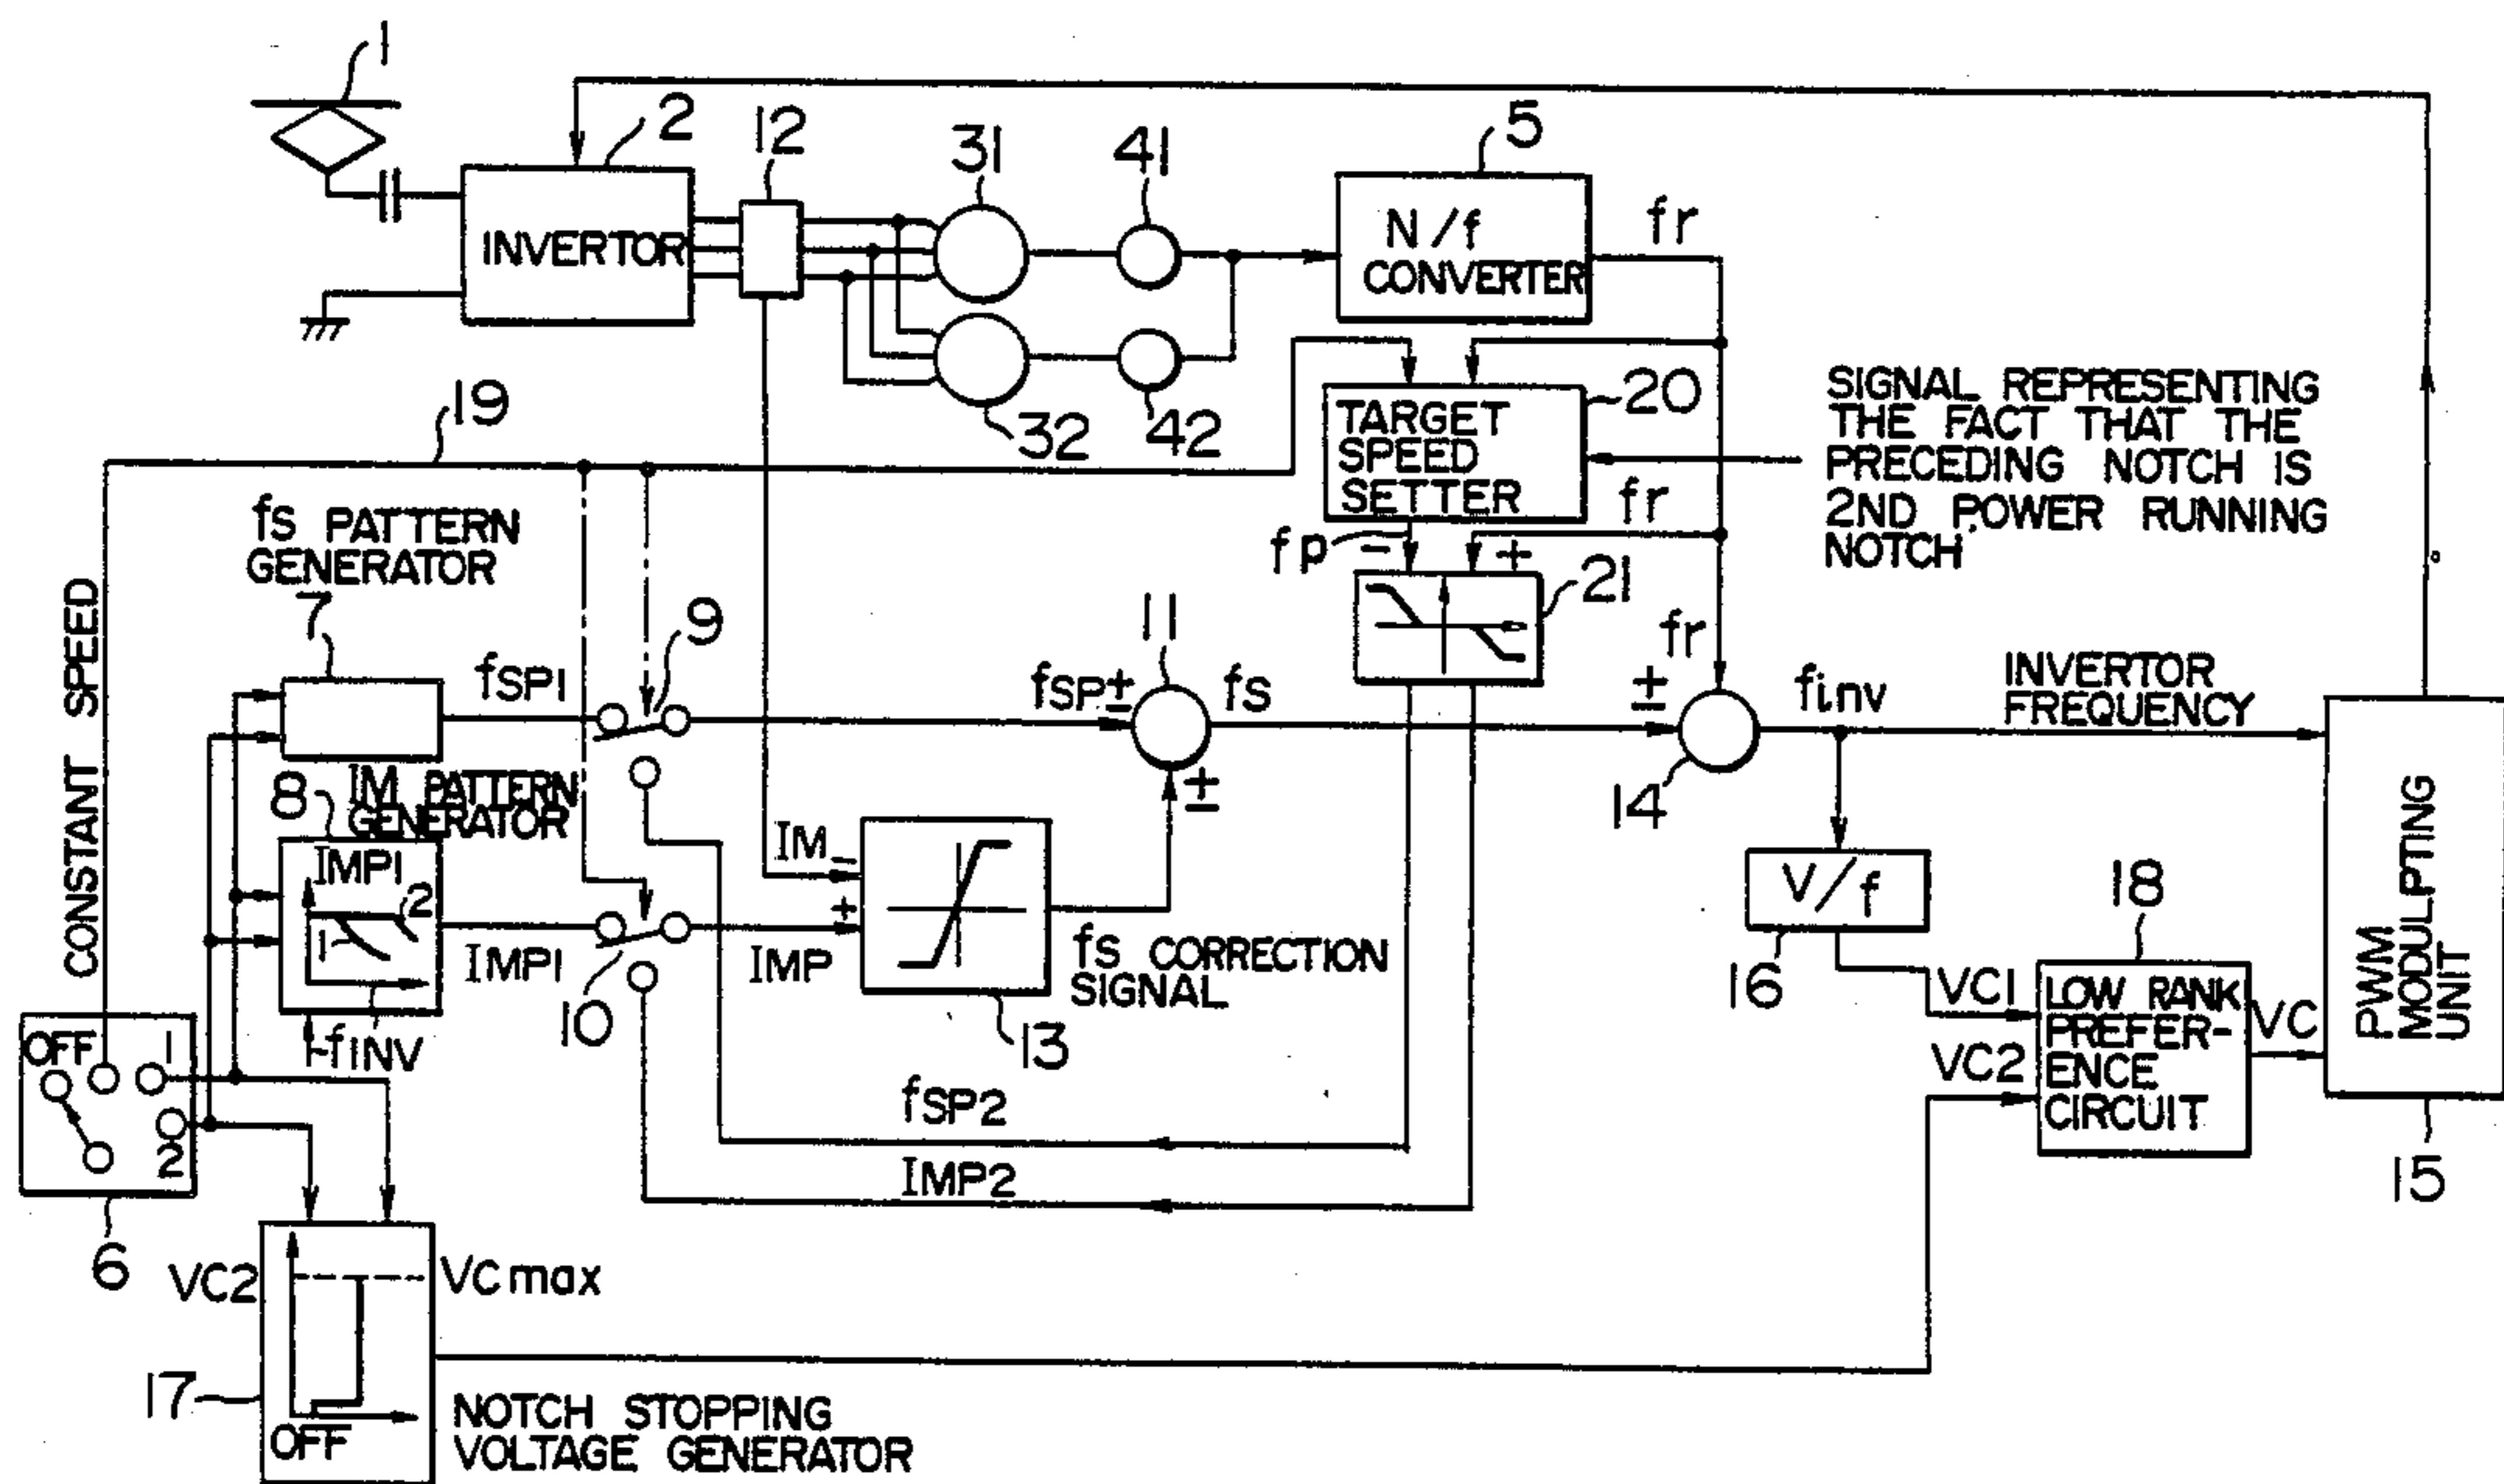 1
2
12
31
41
5
INVERTOR
N/f
CONVERTER
fr
19
32
42
TARGET
SPEED
SETTER
20
SIGNAL REPRESENTING
THE FACT THAT THE
PRECEDING NOTCH IS
2ND POWER RUNNING
NOTCH
fr
fp
-
+
21
fs PATTERN
GENERATOR
7
CONSTANT SPEED
fSP1
9
fSP
±
11
fs
fr
±
finv
INVERTOR
FREQUENCY
14
8
IM PATTERN
GENERATOR
IMP1
1
2
fINV
IMP1
10
IMP
IM
-
+
±
fs CORRECTION
SIGNAL
13
V/f
16
18
VC1
VC2
LOW RANK
PREFER-
ENCE
CIRCUIT
VC
PWM
MODULPTING
UNIT
15
OFF
1
2
6
fSP2
IMP2
VC2
VCmax
17
OFF
NOTCH STOPPING
VOLTAGE GENERATOR